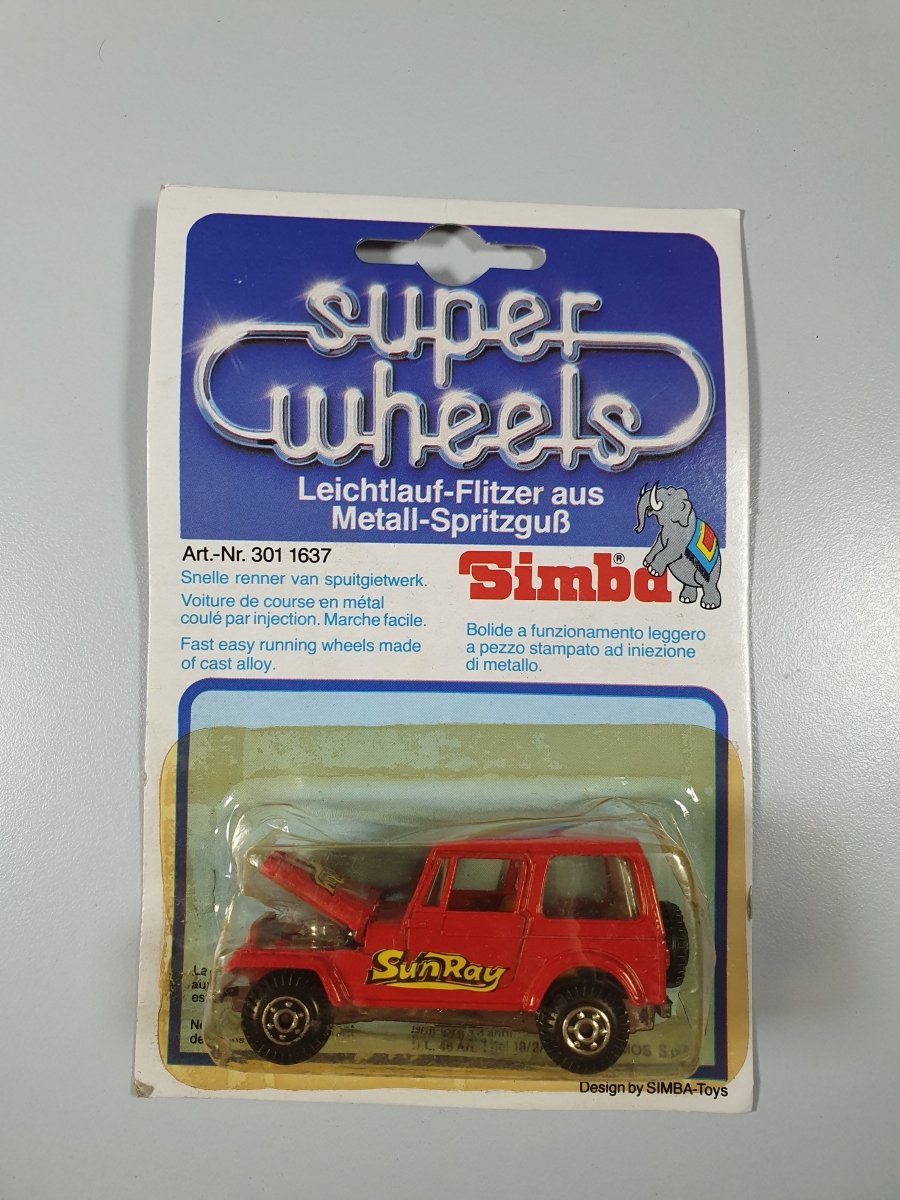 super
wheels
Leichtlauf-Flitzer aus
Metall-Spritzguß
Art.-Nr. 301 1637
Snelle renner van spuitgietwerk.
Voiture de course en métal
coulé par injection. Marche facile.
Fast easy running wheels made
of cast alloy.
Simba®
Bolide a funzionamento leggero
a pezzo stampato ad iniezione
di metallo.
SunRay
La
es
Design by SIMBA-Toys